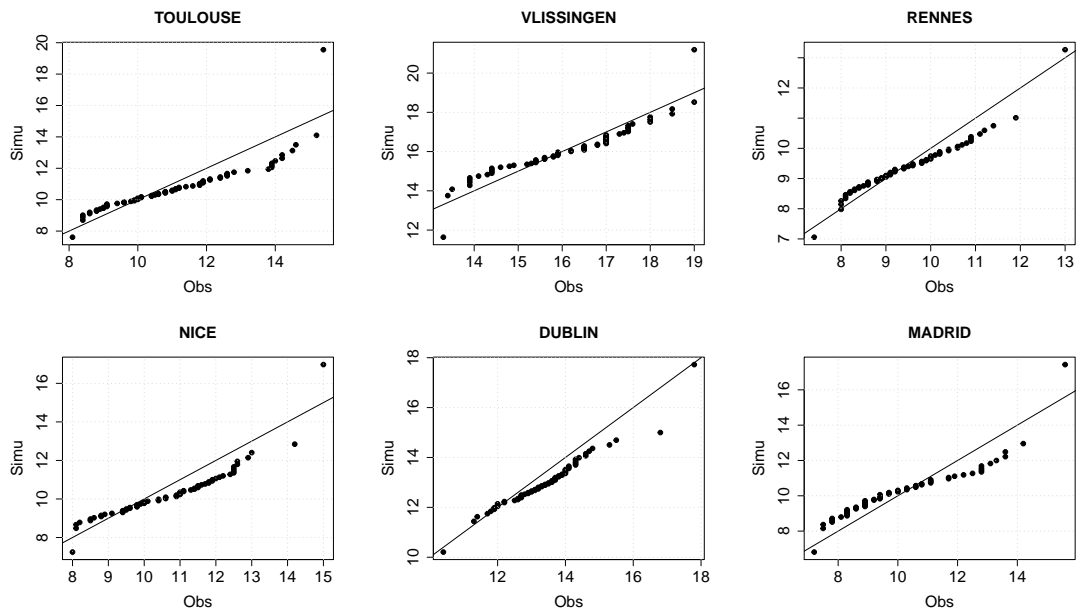 TOULOUSE
Simu
8 10 12 14 16 18 20
8 10 12 14
Obs
VLISSINGEN
Simu
12 14 16 18 20
14 15 16 17 18 19
Obs
RENNES
Simu
7 8 9 10 12
8 9 10 11 12 13
Obs
NICE
Simu
8 10 12 14 16
8 9 10 11 12 13 14 15
Obs
DUBLIN
Simu
10 12 14 16 18
12 14 16 18
Obs
MADRID
Simu
8 10 12 14 16
8 10 12 14
Obs